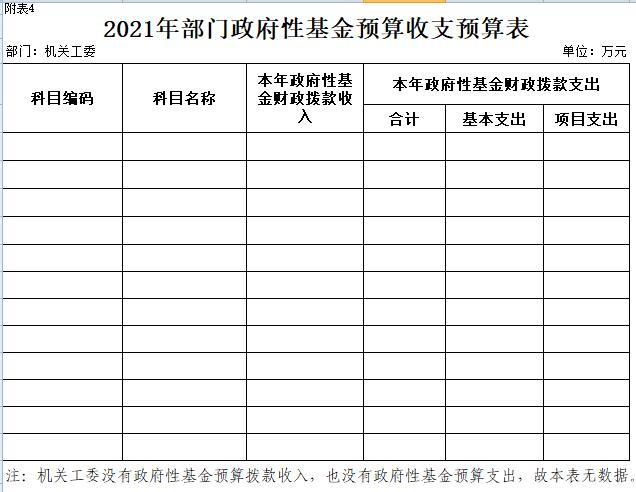 附表4
2021年部门政府性基金预算收支预算表
部门：机关工委 单位：万元
科目编码 科目名称 本年政府性基金财政拨款收入 本年政府性基金财政拨款支出
合计 基本支出 项目支出
注：机关工委没有政府性基金预算拨款收入，也没有政府性基金预算支出，故本表无数据。